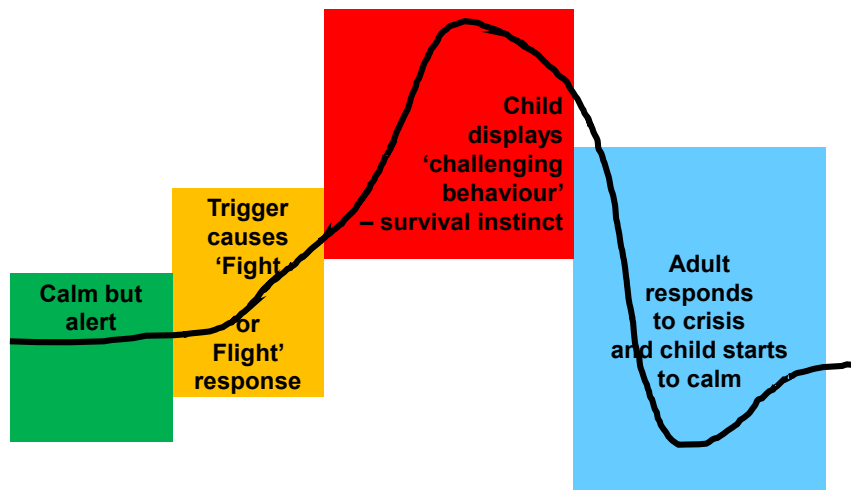 Calm but
alert
Trigger
causes
‘Fight
or
Flight’
response
Child
displays
‘challenging
behaviour’
– survival instinct
Adult
responds
to crisis
and child starts
to calm